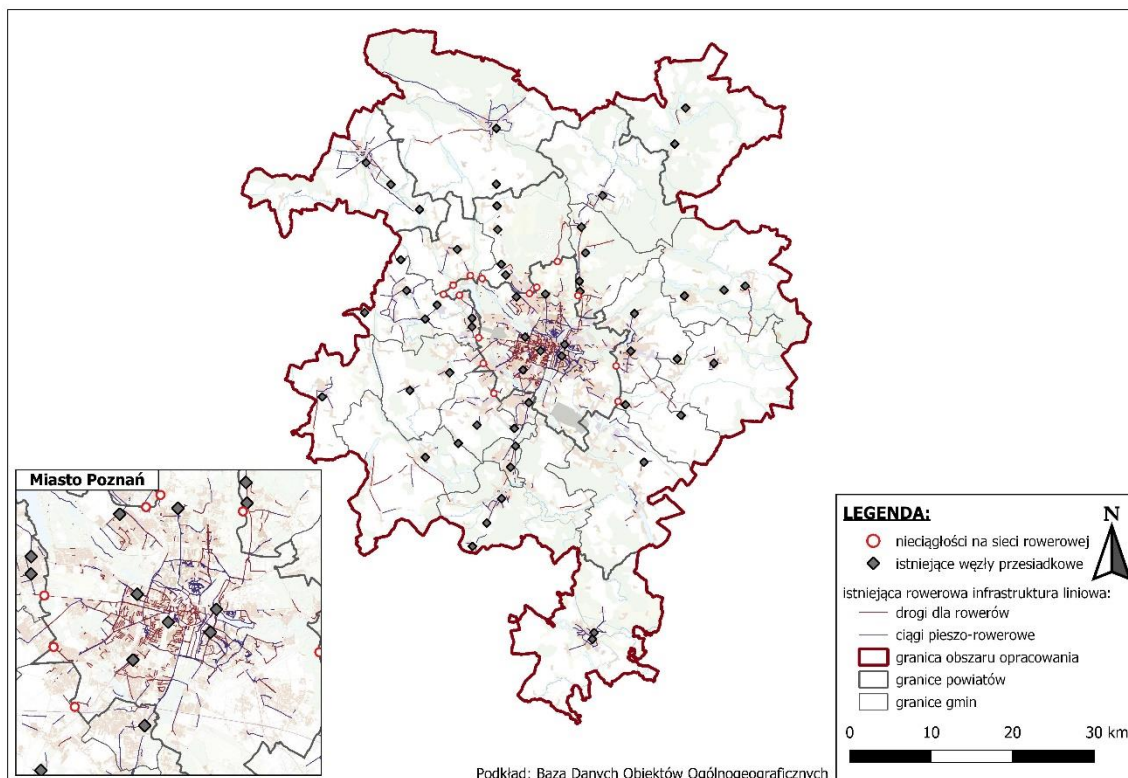 Miasto Poznań
LEGENDA:
N
nieciągłości na sieci rowerowej
istniejące węzły przesiadkowe
istniejąca rowerowa infrastruktura liniowa:
drogi dla rowerów
ciągi pieszo-rowerowe
granica obszaru opracowania
granice powiatów
granice gmin
0 10 20 30 km
Podkład: Baza Danych Obiektów Ogólnogeograficznych